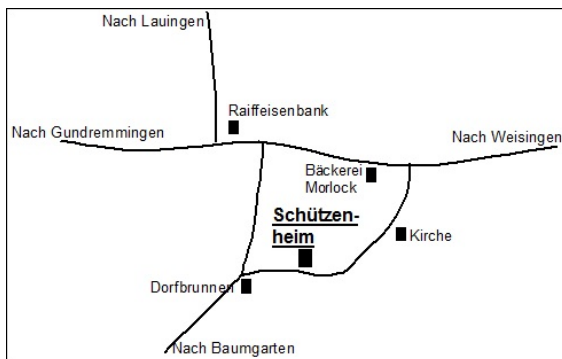 Nach Lauingen
Raiffeisenbank
Nach Gundremmingen
Nach Weisingen
Bäckerei
Morlock
Schützen-
heim
Kirche
Dorfbrunnen
Nach Baumgarten